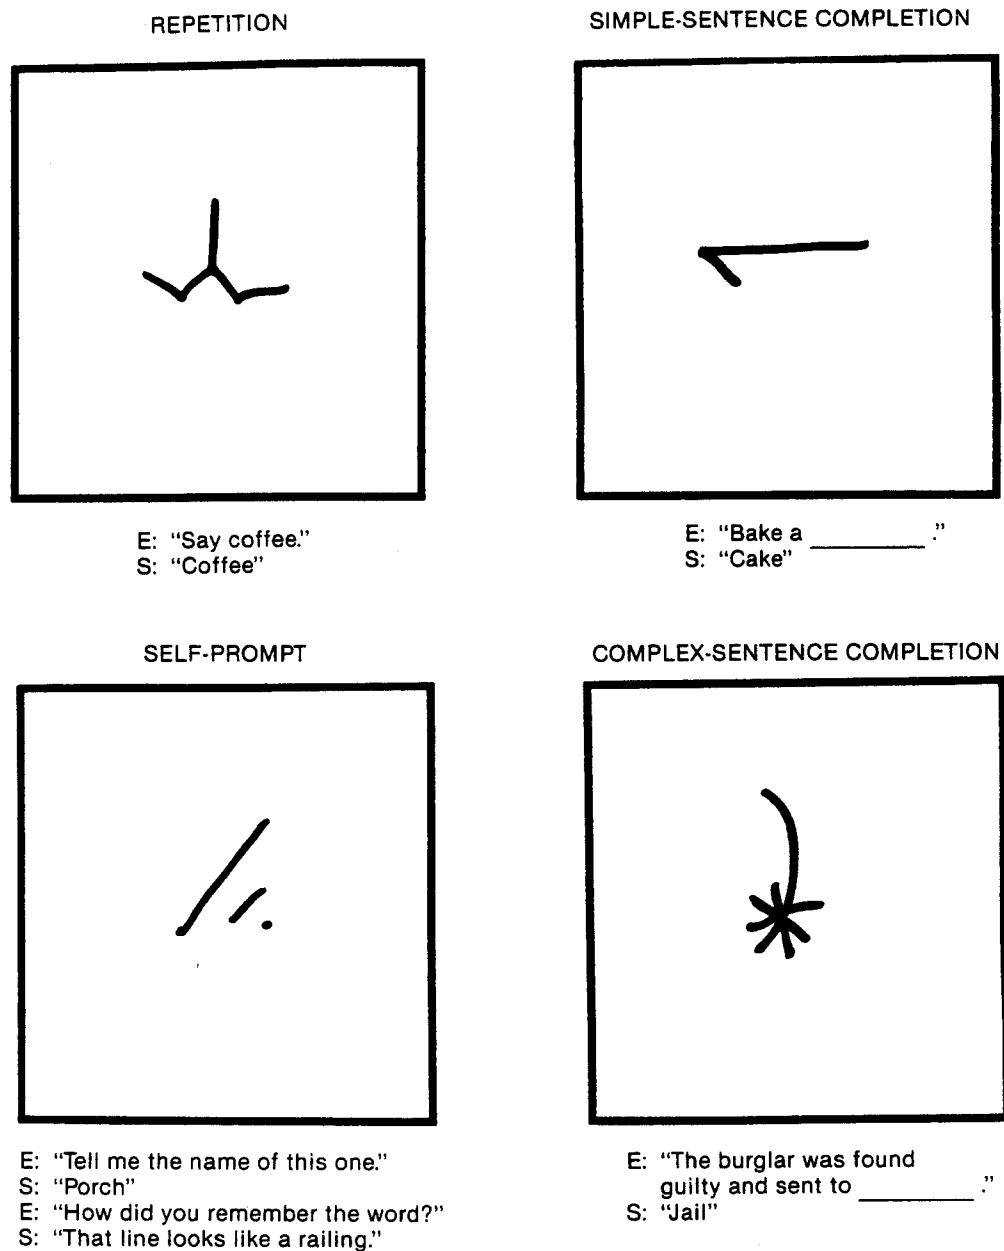 REPETITION
SIMPLE-SENTENCE COMPLETION
E: “Say coffee.”
S: “Coffee”
E: “Bake a _________ .”
S: “Cake”
SELF-PROMPT
COMPLEX-SENTENCE COMPLETION
E: “Tell me the name of this one.”
S: “Porch”
E: “How did you remember the word?”
S: “That line looks like a railing.”
E: “The burglar was found
guilty and sent to _________ .”
S: “Jail”